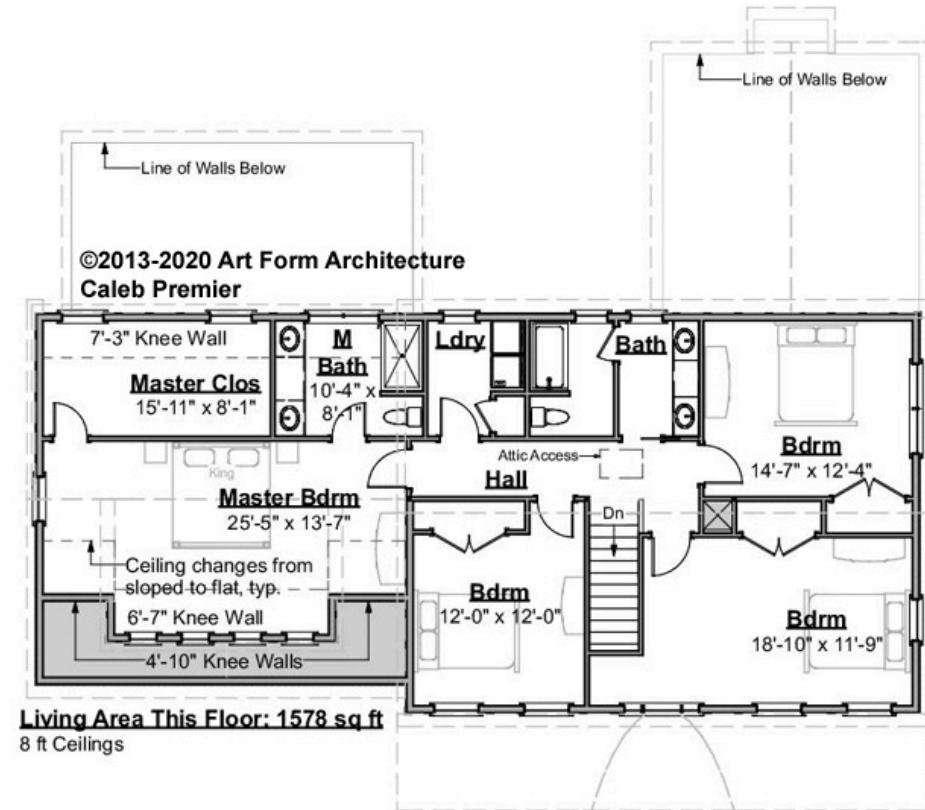 Line of Walls Below
Line of Walls Below
©2013-2020 Art Form Architecture
Caleb Premier
7'-3" Knee Wall
Master Clos
15'-11" x 8'-1"
M
Bath
10'-4" x
8'-1"
Ldry
Bath
Bdrm
14'-7" x 12'-4"
Attic Access
Hall
King
Master Bdrm
25'-5" x 13'-7"
Dn
Ceiling changes from
sloped to flat, typ.
6'-7" Knee Wall
4'-10" Knee Walls
Bdrm
12'-0" x 12'-0"
Bdrm
18'-10" x 11'-9"
Living Area This Floor: 1578 sq ft
8 ft Ceilings